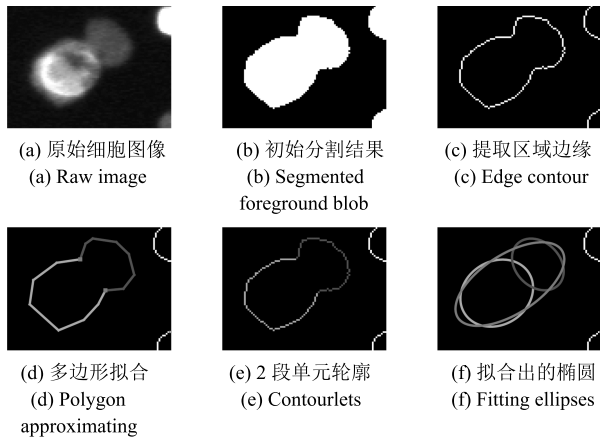 (a) 原始细胞图像
(a) Raw image
(b) 初始分割结果
(b) Segmented
foreground blob
(c) 提取区域边缘
(c) Edge contour
(d) 多边形拟合
(d) Polygon
approximating
(e) 2 段单元轮廓
(e) Contourlets
(f) 拟合出的椭圆
(f) Fitting ellipses